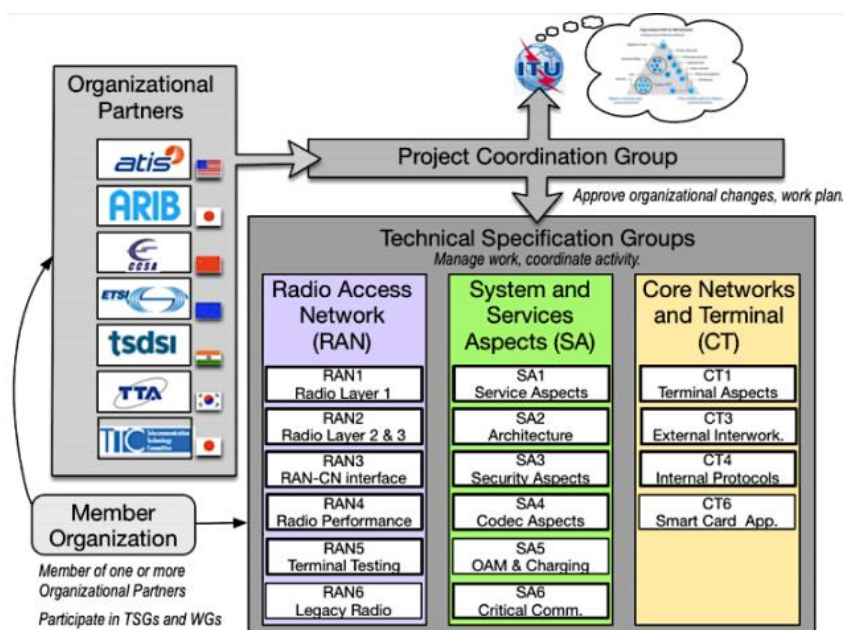 Organizational
Partners
atis
ARIB
CCSA
ETSI
tsdsi
TTA
TTC Telecommunication
Technology
Committee
Member
Organization
Member of one or more
Organizational Partners
Participate in TSGs and WGs
ITU
Project Coordination Group
Approve organizational changes, work plan.
Technical Specification Groups
Manage work, coordinate activity.
Radio Access
Network
(RAN)
RAN1
Radio Layer 1
RAN2
Radio Layer 2 & 3
RAN3
RAN-CN interface
RAN4
Radio Performance
RAN5
Terminal Testing
RAN6
Legacy Radio
System and
Services
Aspects (SA)
SA1
Service Aspects
SA2
Architecture
SA3
Security Aspects
SA4
Codec Aspects
SA5
OAM & Charging
SA6
Critical Comm.
Core Networks
and Terminal
(CT)
CT1
Terminal Aspects
CT3
External Interwork.
CT4
Internal Protocols
CT6
Smart Card App.